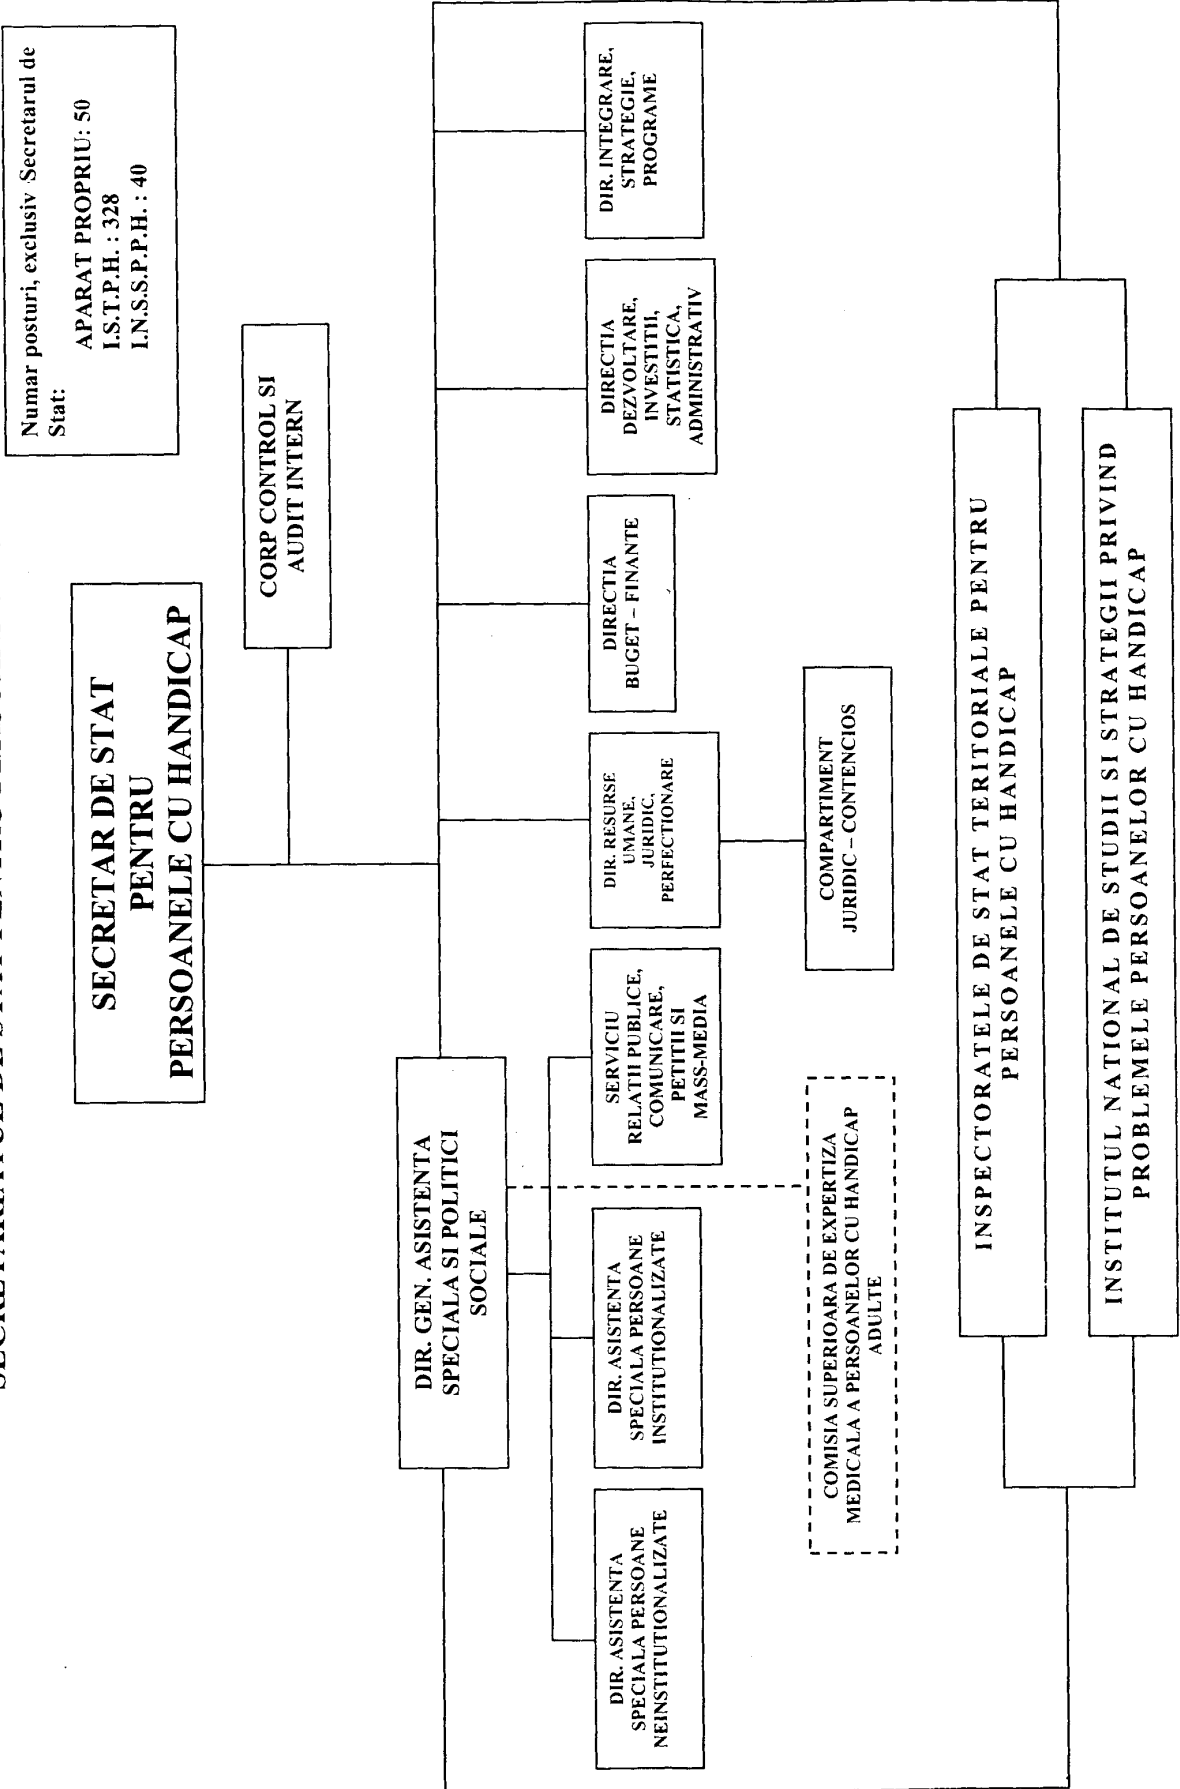 Numar posturi, exclusiv Secretarul de
Stat:
APARAT PROPRIU: 50
I.S.T.P.H. : 328
I.N.S.S.P.P.H. : 40
SECRETAR DE STAT
PENTRU
PERSOANELE CU HANDICAP
CORP CONTROL SI
AUDIT INTERN
DIR. GEN. ASISTENTA
SPECIALA SI POLITICI
SOCIALE
DIR. ASISTENTA
SPECIALA PERSOANE
NEINSTITUTIONALIZATE
DIR. ASISTENTA
SPECIALA PERSOANE
INSTITUTIONALIZATE
SERVICIU
RELATII PUBLICE,
COMUNICARE,
PETITII SI
MASS-MEDIA
DIR. RESURSE
UMANE,
JURIDIC,
PERFECTIONARE
DIRECTIA
BUGET – FINANTE
DIRECTIA
DEZVOLTARE,
INVESTITII,
STATISTICA,
ADMINISTRATIV
DIR. INTEGRARE,
STRATEGIE,
PROGRAME
COMISIA SUPERIOARA DE EXPERTIZA
MEDICALA A PERSOANELOR CU HANDICAP
ADULTE
COMPARTIMENT
JURIDIC – CONTENCIOS
INSPECTORATELE DE STAT TERITORIALE PENTRU
PERSOANELE CU HANDICAP
INSTITUTUL NATIONAL DE STUDII SI STRATEGII PRIVIND
PROBLEMELE PERSOANELOR CU HANDICAP